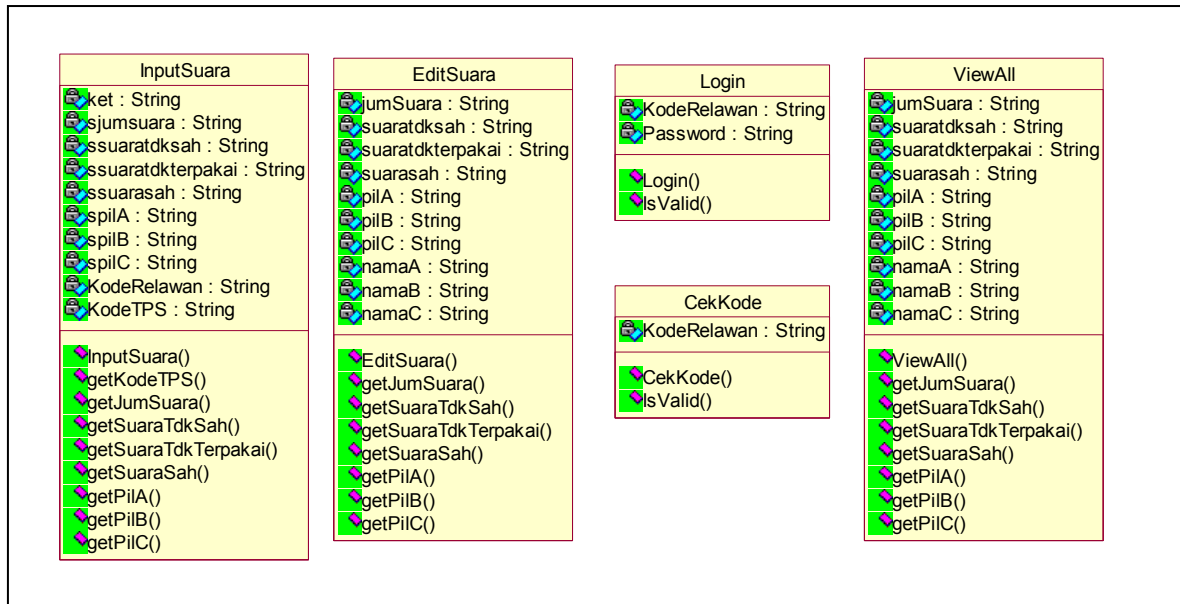 InputSuara
ket : String
sjumsuara : String
ssuaratdksah : String
ssuaratdkterpakai : String
ssuarasah : String
spilA : String
spilB : String
spilC : String
KodeRelawan : String
KodeTPS : String
InputSuara()
getKodeTPS()
getJumSuara()
getSuaraTdkSah()
getSuaraTdkTerpakai()
getSuaraSah()
getPilA()
getPilB()
getPilC()
EditSuara
jumSuara : String
suaratdksah : String
suaratdkterpakai : String
suarasah : String
pilA : String
pilB : String
pilC : String
namaA : String
namaB : String
namaC : String
EditSuara()
getJumSuara()
getSuaraTdkSah()
getSuaraTdkTerpakai()
getSuaraSah()
getPilA()
getPilB()
getPilC()
Login
KodeRelawan : String
Password : String
Login()
IsValid()
CekKode
KodeRelawan : String
CekKode()
IsValid()
ViewAll
jumSuara : String
suaratdksah : String
suaratdkterpakai : String
suarasah : String
pilA : String
pilB : String
pilC : String
namaA : String
namaB : String
namaC : String
ViewAll()
getJumSuara()
getSuaraTdkSah()
getSuaraTdkTerpakai()
getSuaraSah()
getPilA()
getPilB()
getPilC()